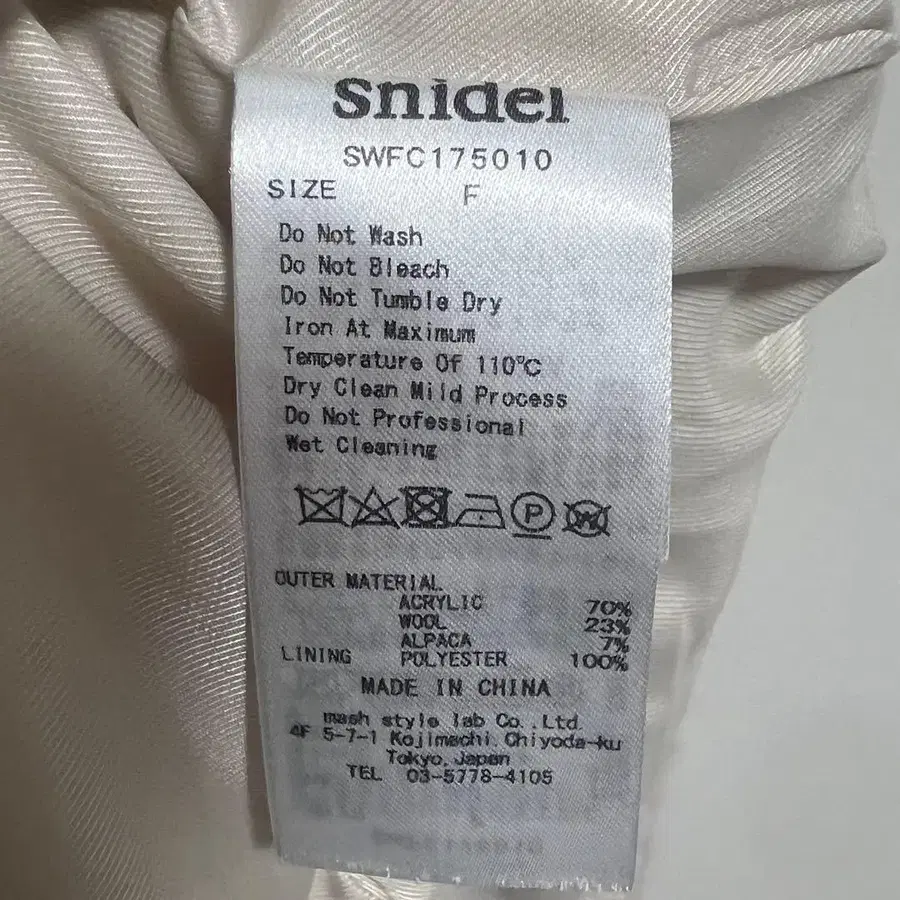 snidel
SWFC175010
SIZE F
Do Not Wash
Do Not Bleach
Do Not Tumble Dry
Iron At Maximum
Temperature Of 110℃
Dry Clean Mild Process
Do Not Professional
Wet Cleaning
P W
OUTER MATERIAL
ACRYLIC 70%
WOOL 23%
ALPACA 7%
LINING POLYESTER 100%
MADE IN CHINA
mash style lab Co.,Ltd
4F 5-7-1 Kojimachi, Chiyoda-ku
Tokyo, Japan
TEL 03-5778-4105